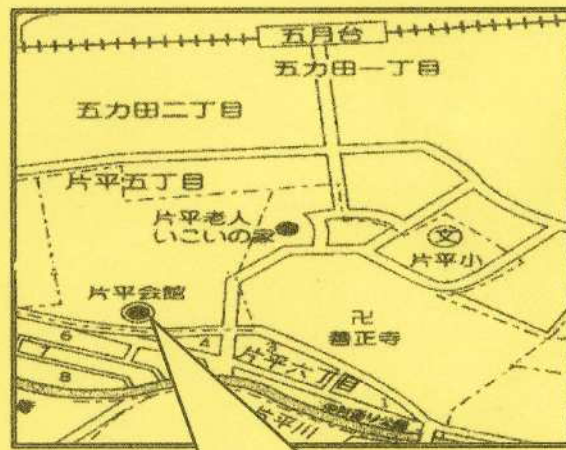 五月台
五力田一丁目
五力田二丁目
片平五丁目
片平老人
いこいの家
文
片平小
片平会館
卍
善正寺
6
4
片平六丁目
8
片平川